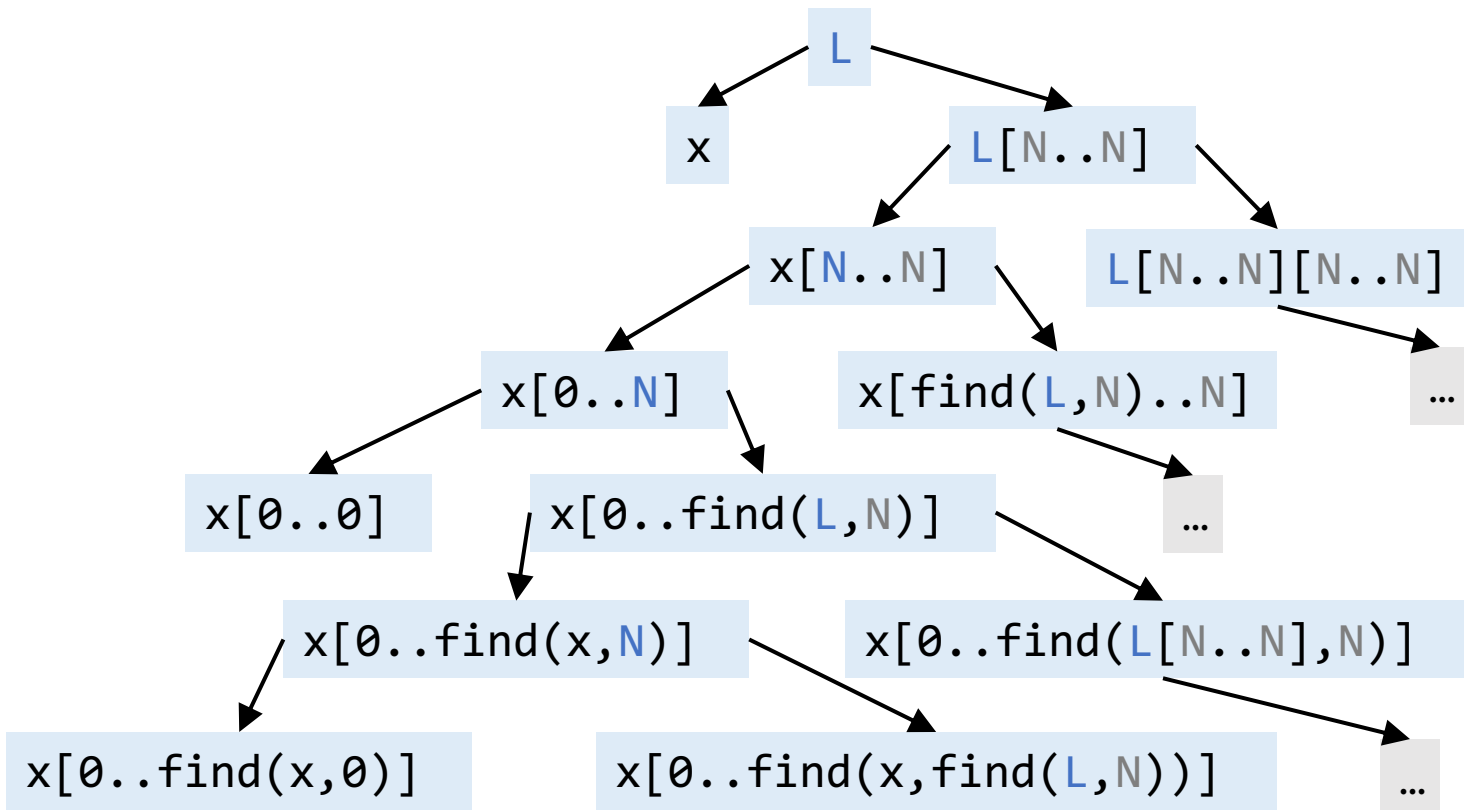 L
x
L[N..N]
x[N..N]
L[N..N][N..N]
x[0..N]
x[find(L,N)..N]
…
x[0..0]
x[0..find(L,N)]
…
x[0..find(x,N)]
x[0..find(L[N..N],N)]
x[0..find(x,0)]
x[0..find(x,find(L,N))]
…